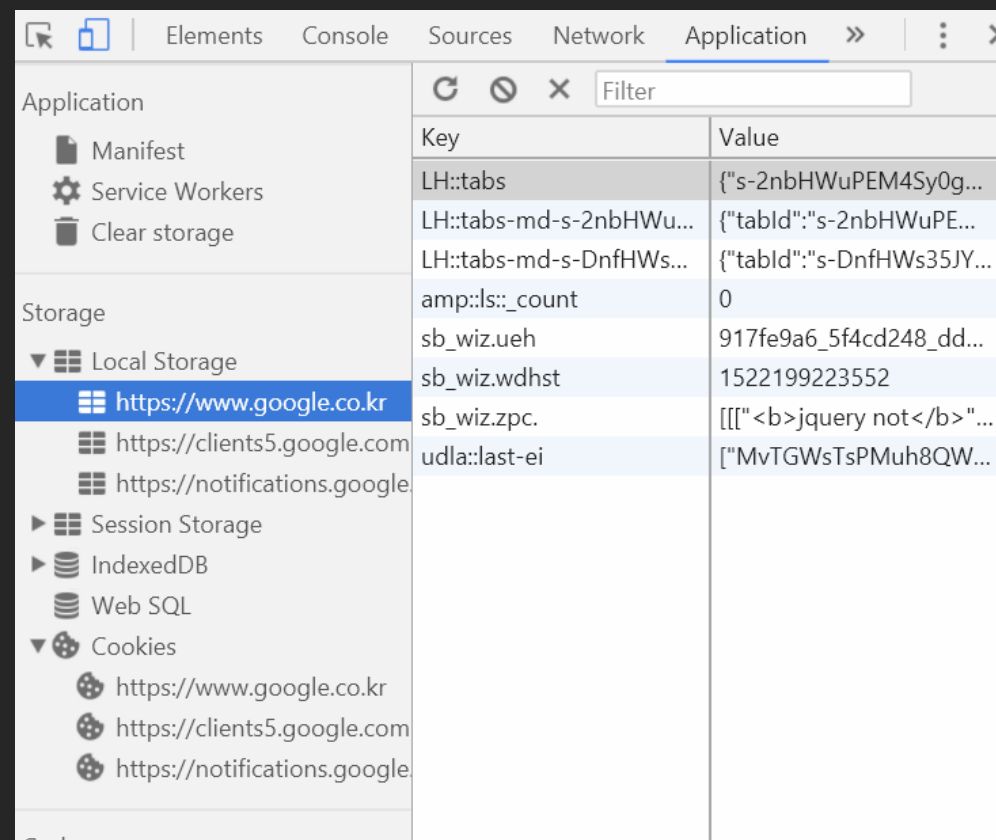 Elements Console Sources Network Application »
Application
Manifest
Service Workers
Clear storage
Storage
Local Storage
https://www.google.co.kr
https://clients5.google.com
https://notifications.google.
Session Storage
IndexedDB
Web SQL
Cookies
https://www.google.co.kr
https://clients5.google.com
https://notifications.google.
Filter
Key Value
LH::tabs {"s-2nbHWuPEM4Sy0g...
LH::tabs-md-s-2nbHWu... {"tabId":"s-2nbHWuPE...
LH::tabs-md-s-DnfHWs... {"tabId":"s-DnfHWs35JY...
amp::ls::_count 0
sb_wiz.ueh 917fe9a6_5f4cd248_dd...
sb_wiz.wdhst 1522199223552
sb_wiz.zpc. [[["<b>jquery not</b>"...
udla::last-ei ["MvTGWsTsPMuh8QW...